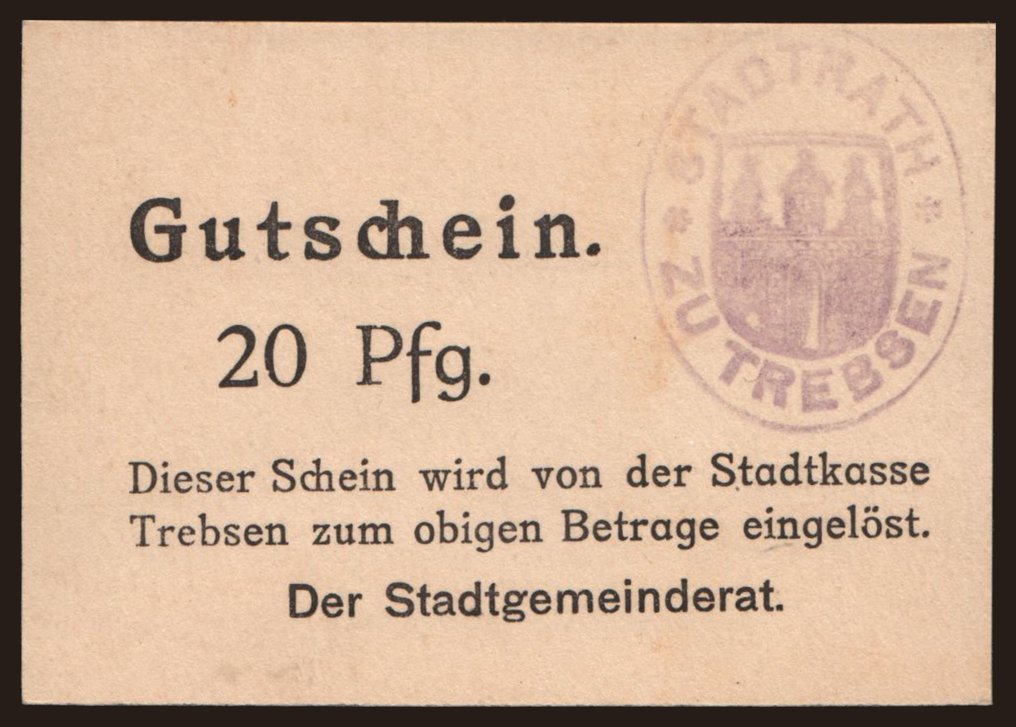 STADTRATH
ZU TREBSEN
Gutschein.
20 Pfg.
Dieser Schein wird von der Stadtkasse
Trebsen zum obigen Betrage eingelöst.
Der Stadtgemeinderat.